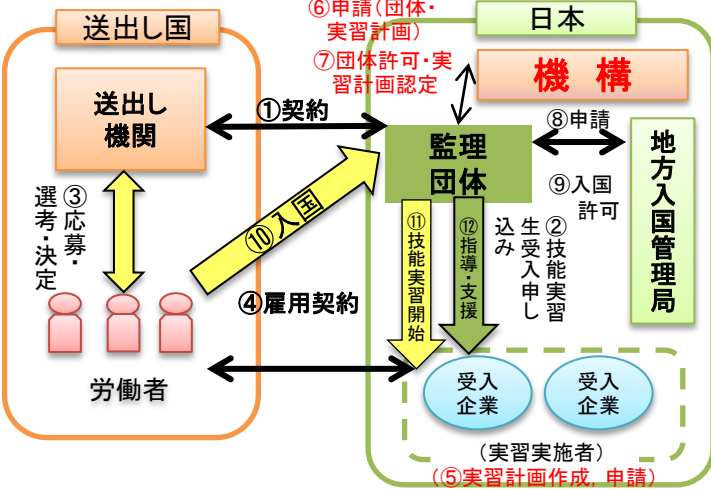 送出し国
送出し
機関
①契約
③応募・
選考・決定
労働者
⑩入国
④雇用契約
⑥申請(団体・
実習計画)
⑦団体許可・実
習計画認定
日本
機 構
監理
団体
⑧申請
⑨入国
許可
地方入国管理局
⑪技能実習開始
⑫指導・支援
②技能実習
生受入申し
込み
受入
企業
受入
企業
(実習実施者)
(⑤実習計画作成, 申請)